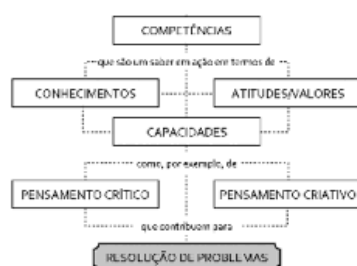 COMPETÊNCIAS
que são um saber em ação em termos de
CONHECIMENTOS
ATITUDES/VALORES
CAPACIDADES
como, por exemplo, de
PENSAMENTO CRÍTICO
PENSAMENTO CRIATIVO
que contribuem para
RESOLUÇÃO DE PROBLEMAS